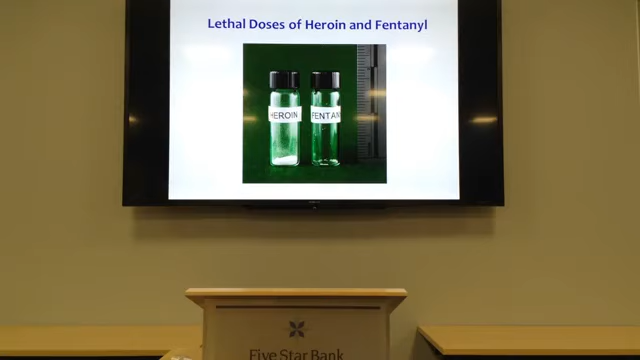 Lethal Doses of Heroin and Fentanyl
HEROIN
FENTAN
Five Star Bank